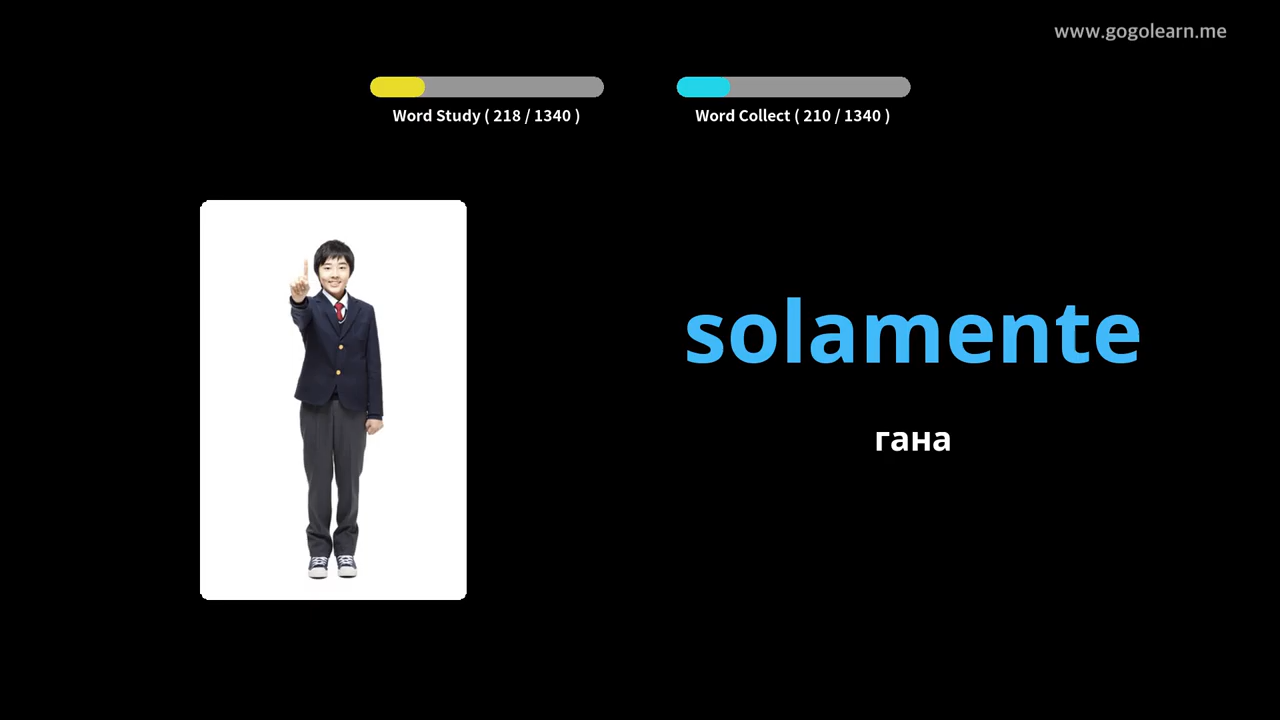 www.gogolearn.me
Word Study ( 218 / 1340 )
Word Collect ( 210 / 1340 )
solamente
гана